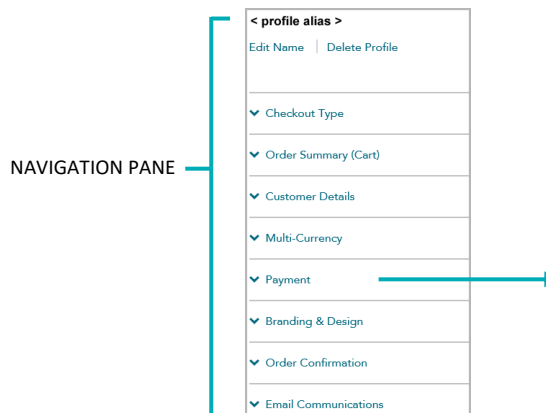 < profile alias >
Edit Name | Delete Profile
Checkout Type
Order Summary (Cart)
NAVIGATION PANE
Customer Details
Multi-Currency
Payment
Branding & Design
Order Confirmation
Email Communications